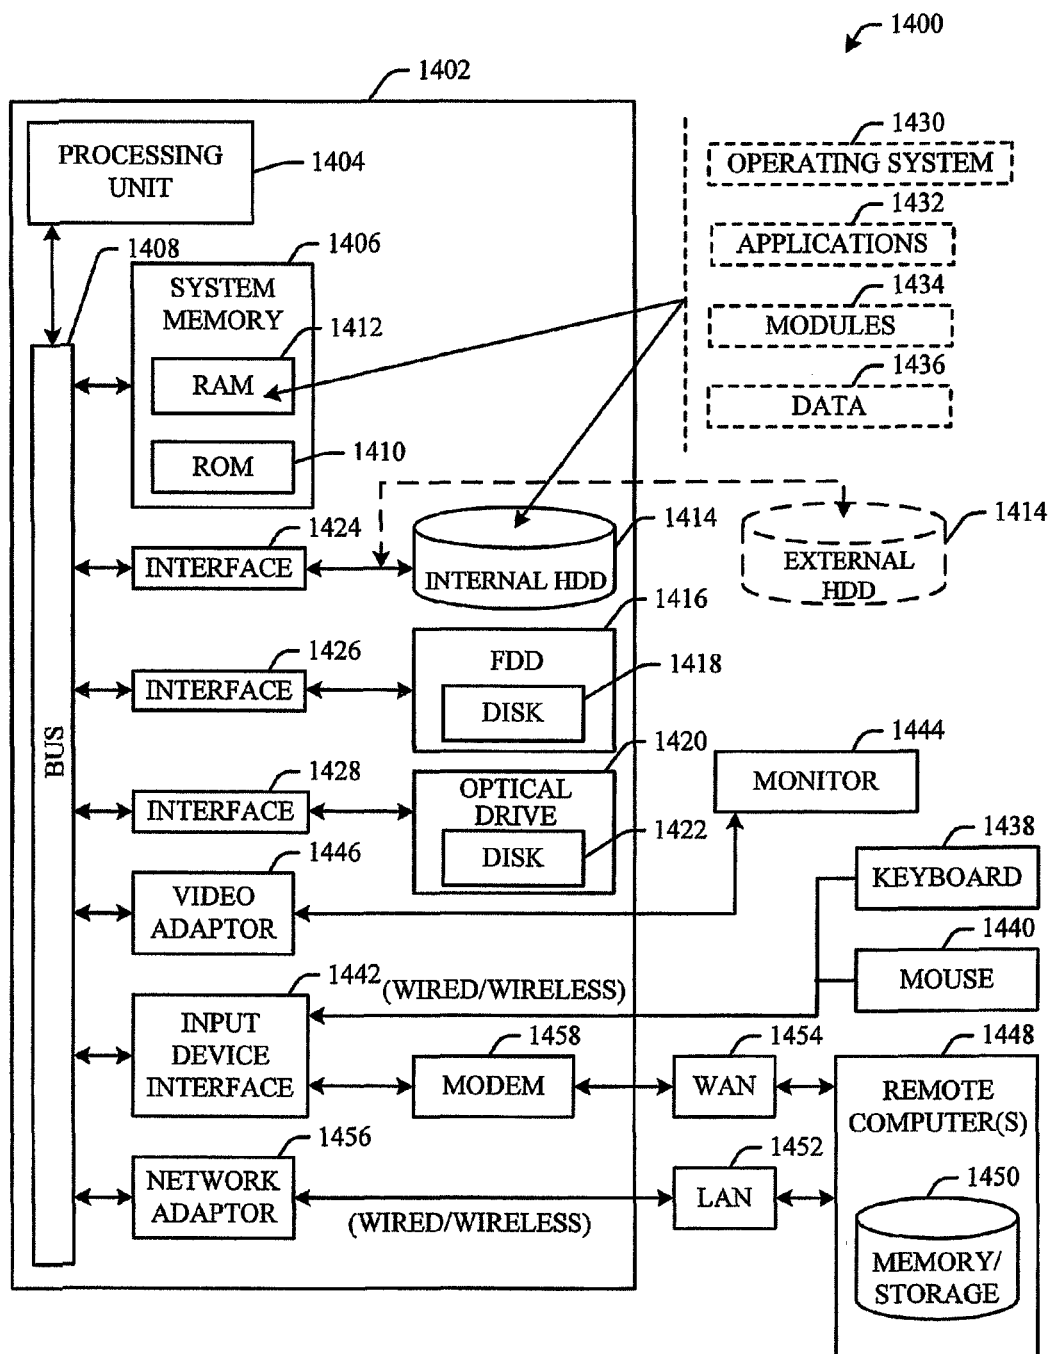 1400
1402
PROCESSING
UNIT
1404
1430
OPERATING SYSTEM
1432
APPLICATIONS
1434
MODULES
1436
DATA
1408
1406
SYSTEM
MEMORY
1412
RAM
1410
ROM
BUS
1424
INTERFACE
1414
INTERNAL HDD
1414
EXTERNAL
HDD
1426
INTERFACE
1416
FDD
1418
DISK
1428
INTERFACE
1420
OPTICAL
DRIVE
1422
DISK
1444
MONITOR
1446
VIDEO
ADAPTOR
1438
KEYBOARD
1440
MOUSE
1442
(WIRED/WIRELESS)
INPUT
DEVICE
INTERFACE
1458
MODEM
1454
WAN
1448
REMOTE
COMPUTER(S)
1456
NETWORK
ADAPTOR
(WIRED/WIRELESS)
1452
LAN
1450
MEMORY/
STORAGE